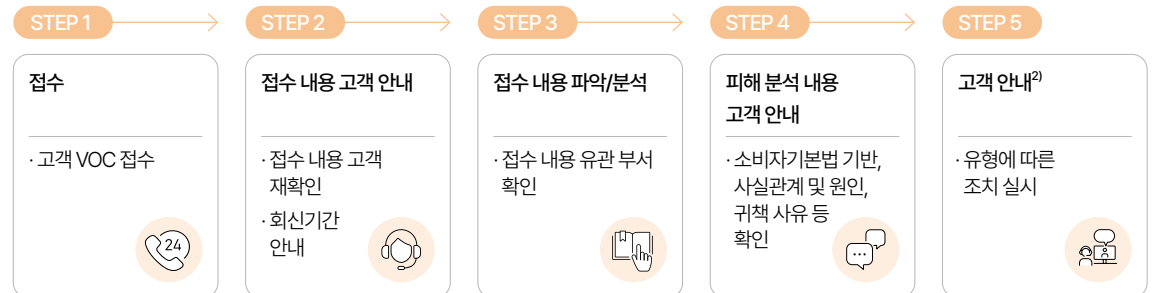 STEP 1
접수
· 고객 VOC 접수
24
STEP 2
접수 내용 고객 안내
· 접수 내용 고객
재확인
· 회신기간
안내
STEP 3
접수 내용 파악/분석
· 접수 내용 유관 부서
확인
STEP 4
피해 분석 내용
고객 안내
· 소비자기본법 기반,
사실관계 및 원인,
귀책 사유 등
확인
STEP 5
고객 안내2)
· 유형에 따른
조치 실시